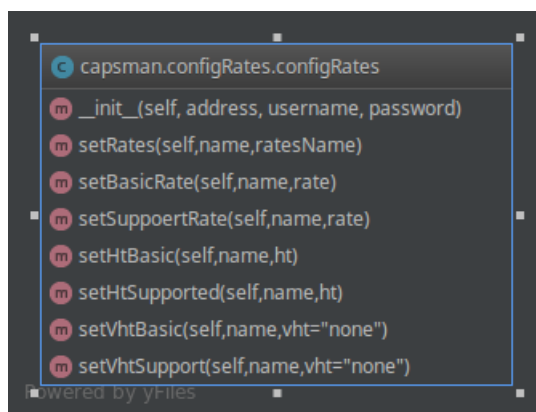 C capsman.configRates.configRates
m __init__(self, address, username, password)
m setRates(self,name,ratesName)
m setBasicRate(self,name,rate)
m setSuppoertRate(self,name,rate)
m setHtBasic(self,name,ht)
m setHtSupported(self,name,ht)
m setVhtBasic(self,name,vht="none")
m setVhtSupport(self,name,vht="none")
Powered by yFiles